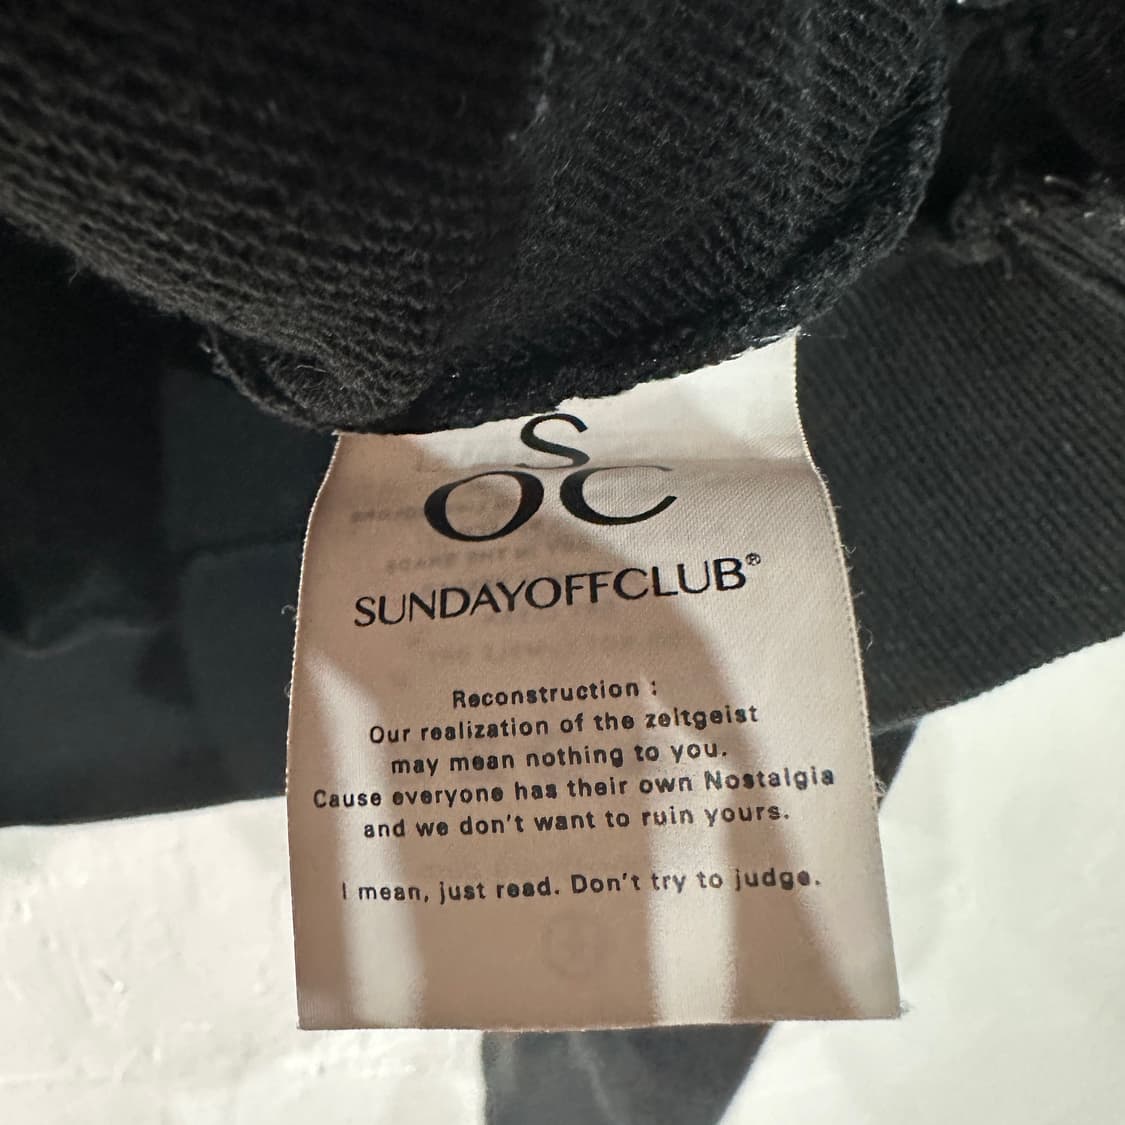 S
OC
SUNDAYOFFCLUB®
Reconstruction :
Our realization of the zeitgeist
may mean nothing to you.
Cause everyone has their own Nostalgia
and we don't want to ruin yours.
I mean, just read. Don't try to judge.